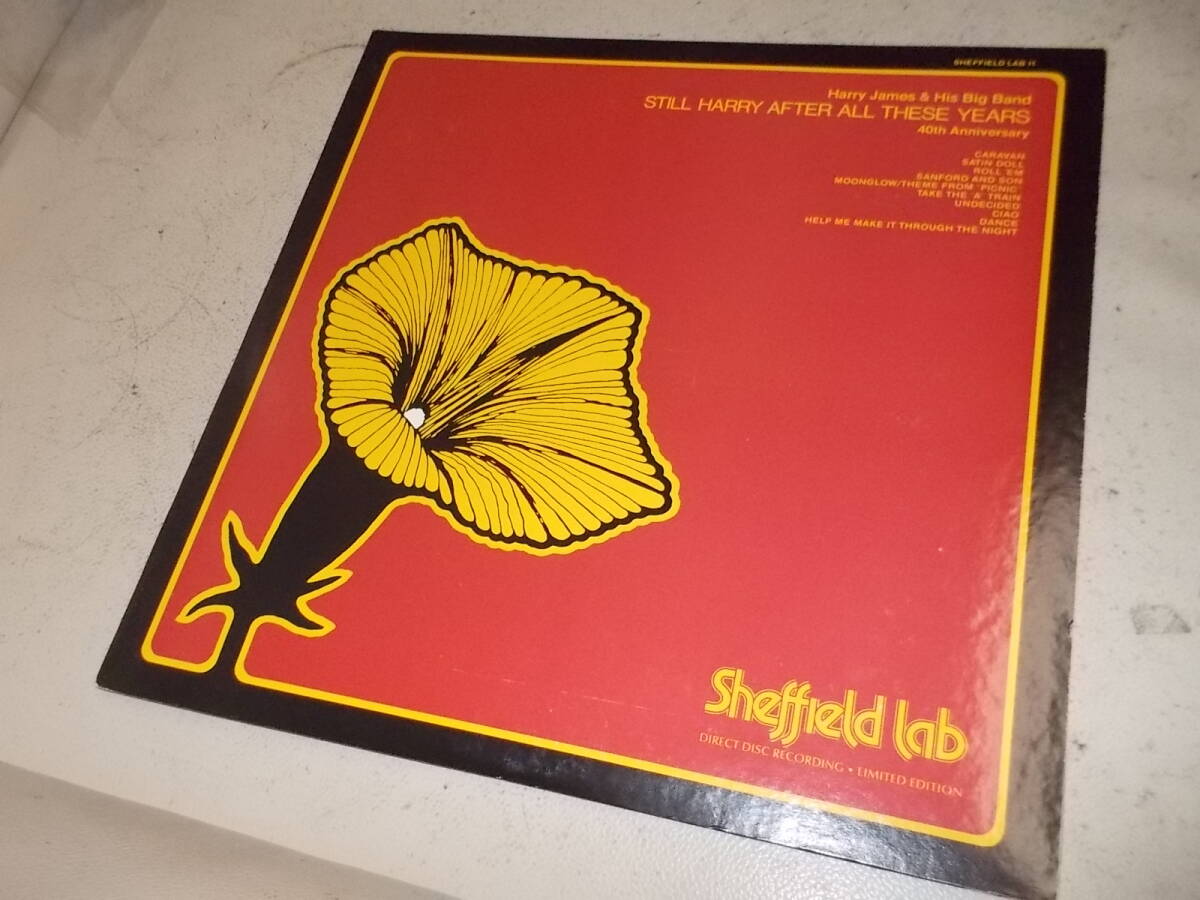 SHEFFIELD LAB 11
Harry James & His Big Band
STILL HARRY AFTER ALL THESE YEARS
40th Anniversary
CARAVAN
SATIN DOLL
ROLL 'EM
SANFORD AND SON
MOONGLOW/THEME FROM 'PICNIC'
TAKE THE 'A' TRAIN
UNDECIDED
CIAO
DANCE
HELP ME MAKE IT THROUGH THE NIGHT
Sheffield lab
DIRECT DISC RECORDING • LIMITED EDITION